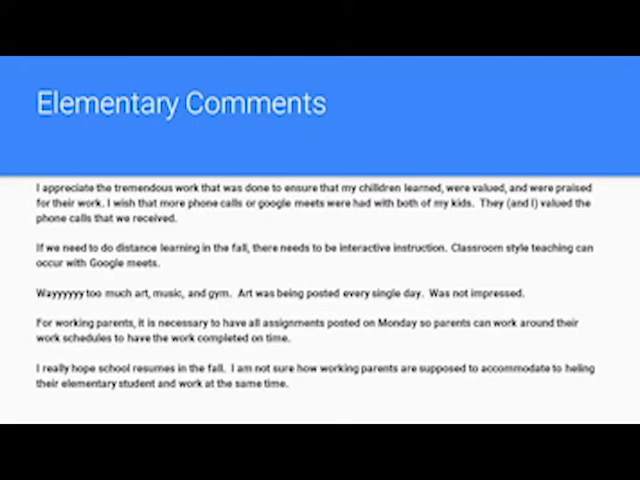 Elementary Comments
I appreciate the tremendous work that was done to ensure that my chilldren learned, were valued, and were praised
for their work. I wish that more phone calls or google meets were had with both of my kids. They (and I) valued the
phone calls that we received.
If we need to do distance learning in the fall, there needs to be interactive instruction. Classroom style teaching can
occur with Google meets.
Wayyyyyy too much art, music, and gym. Art was being posted every single day. Was not impressed.
For working parents, it is necessary to have all assignments posted on Monday so parents can work around their
work schedules to have the work completed on time.
I really hope school resumes in the fall. I am not sure how working parents are supposed to accommodate to heling
their elementary student and work at the same time.